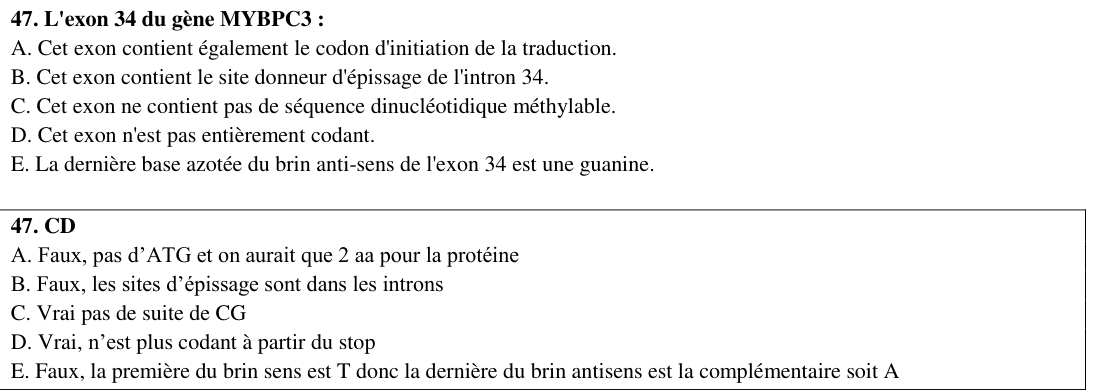 47. L'exon 34 du gène MYBPC3 :
A. Cet exon contient également le codon d'initiation de la traduction.
B. Cet exon contient le site donneur d'épissage de l'intron 34.
C. Cet exon ne contient pas de séquence dinucléotidique méthylable.
D. Cet exon n'est pas entièrement codant.
E. La dernière base azotée du brin anti-sens de l'exon 34 est une guanine.
47. CD
A. Faux, pas d’ATG et on aurait que 2 aa pour la protéine
B. Faux, les sites d’épissage sont dans les introns
C. Vrai pas de suite de CG
D. Vrai, n’est plus codant à partir du stop
E. Faux, la première du brin sens est T donc la dernière du brin antisens est la complémentaire soit A